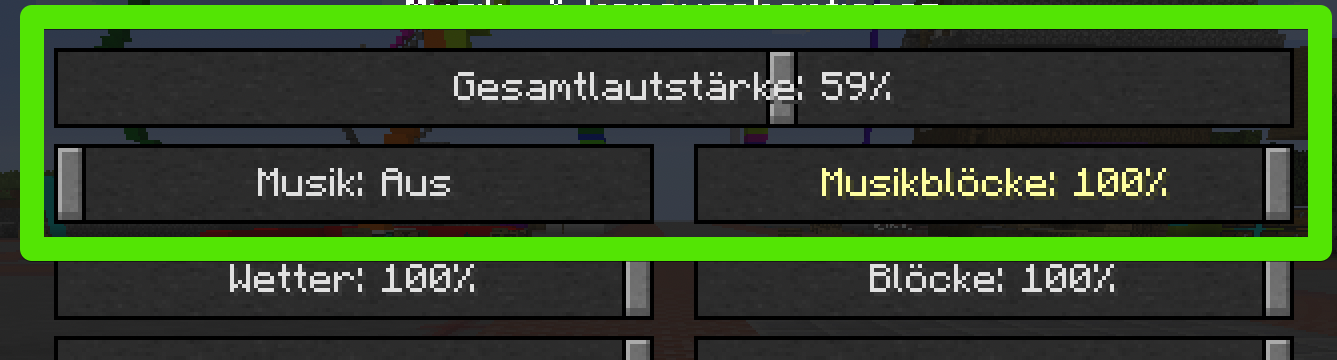 Gesamtlautstärke: 59%
Musik: Aus
Musikblöcke: 100%
Wetter: 100%
Blöcke: 100%